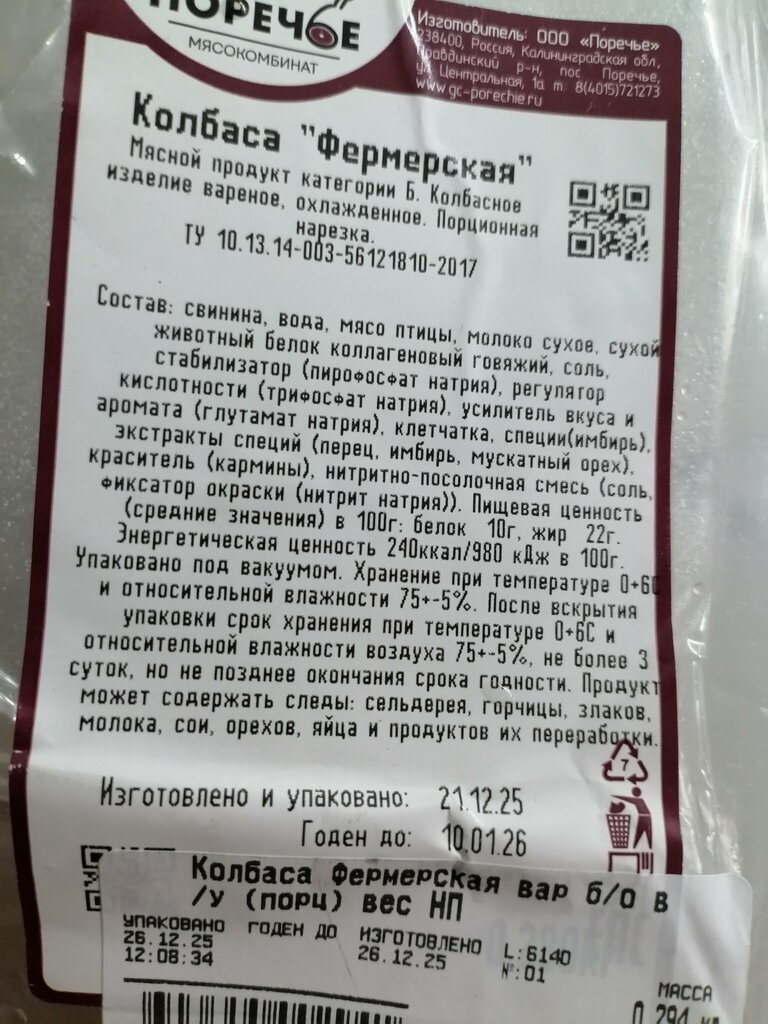 ПОРЕЧЬЕ
МЯСОКОМБИНАТ
Изготовитель: ООО «Поречье»
238400, Россия, Калининградская обл.,
Правдинский р-н, пос Поречье,
ул Центральная, 1а т. 8(4015)721273
www.gc-porechie.ru
Колбаса "Фермерская"
Мясной продукт категории Б. Колбасное
изделие вареное, охлажденное. Порционная
нарезка.
ТУ 10.13.14-003-56121810-2017
Состав: свинина, вода, мясо птицы, молоко сухое, сухой
животный белок коллагеновый говяжий, соль,
стабилизатор (пирофосфат натрия), регулятор
кислотности (трифосфат натрия), усилитель вкуса и
аромата (глутамат натрия), клетчатка, специи(имбирь),
экстракты специй (перец, имбирь, мускатный орех),
краситель (кармины), нитритно-посолочная смесь (соль,
фиксатор окраски (нитрит натрия)). Пищевая ценность
(средние значения) в 100г: белок 10г, жир 22г.
Энергетическая ценность 240ккал/980 кДж в 100г.
Упаковано под вакуумом. Хранение при температуре 0+6С
и относительной влажности 75+-5%. После вскрытия
упаковки срок хранения при температуре 0+6С и
относительной влажности воздуха 75+-5%, не более 3
суток, но не позднее окончания срока годности. Продукт
может содержать следы: сельдерея, горчицы, злаков,
молока, сои, орехов, яйца и продуктов их переработки.
7
Изготовлено и упаковано: 21.12.25
Годен до: 10.01.26
Колбаса Фермерская вар б/о в
/у (порц) вес НП
УПАКОВАНО ГОДЕН ДО ИЗГОТОВЛЕНО L:6140
26.12.25 26.12.25 №:01
12:08:34
МАССА
0,294 кг